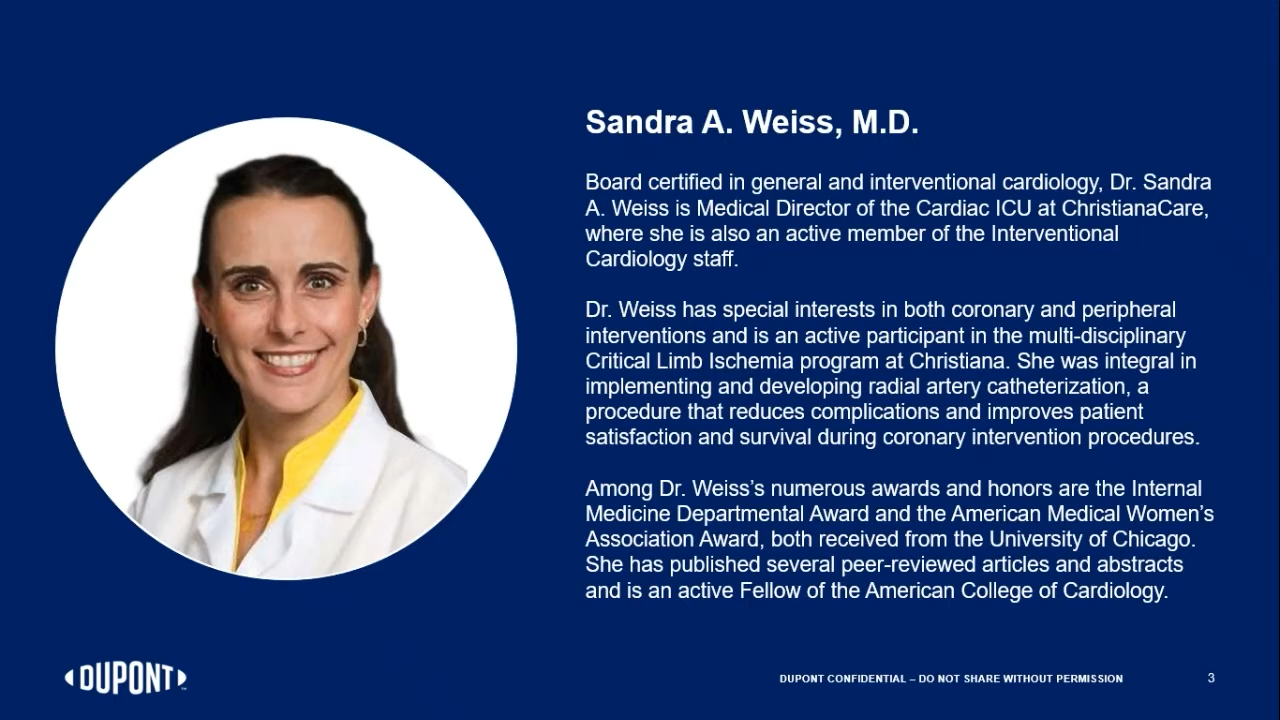 Sandra A. Weiss, M.D.
Board certified in general and interventional cardiology, Dr. Sandra
A. Weiss is Medical Director of the Cardiac ICU at ChristianaCare,
where she is also an active member of the Interventional
Cardiology staff.
Dr. Weiss has special interests in both coronary and peripheral
interventions and is an active participant in the multi-disciplinary
Critical Limb Ischemia program at Christiana. She was integral in
implementing and developing radial artery catheterization, a
procedure that reduces complications and improves patient
satisfaction and survival during coronary intervention procedures.
Among Dr. Weiss’s numerous awards and honors are the Internal
Medicine Departmental Award and the American Medical Women’s
Association Award, both received from the University of Chicago.
She has published several peer-reviewed articles and abstracts
and is an active Fellow of the American College of Cardiology.
DUPONT™
DUPONT CONFIDENTIAL – DO NOT SHARE WITHOUT PERMISSION
3